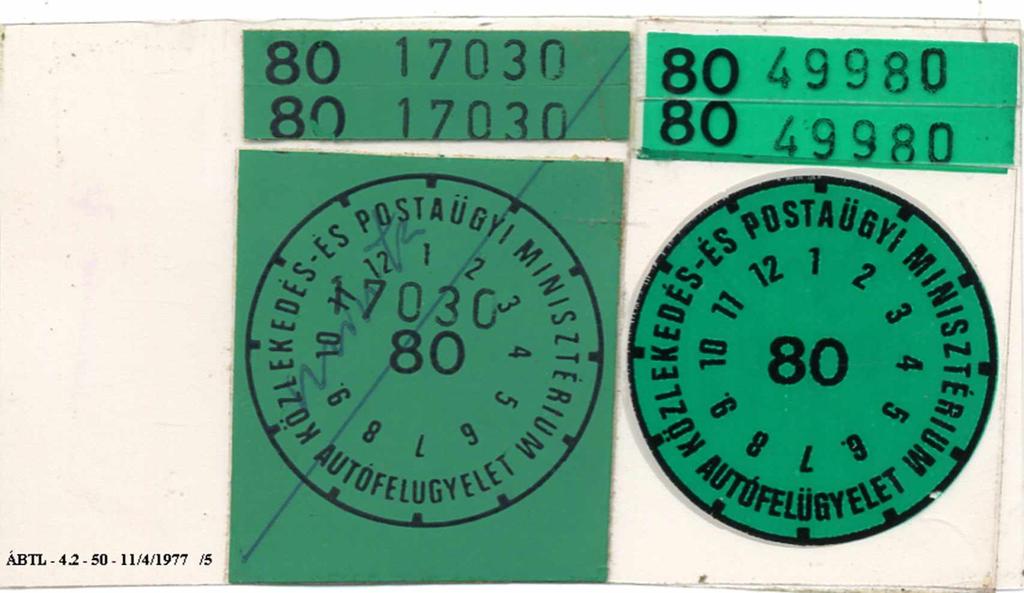 80 17030
80 17030
KÖZLEKEDÉS-ÉS POSTAÜGYI MINISZTÉRIUM
AUTÓFELUGYELET
12 1 2 3 4 5 6 7 8 9 10 11
7030
80
80 49980
80 49980
KÖZLEKEDÉS-ÉS POSTAÜGYI MINISZTÉRIUM
AUTÓFELÜGYELET
12 1 2 3 4 5 6 7 8 9 10 11
80
ÁBTL - 4.2 - 50 - 11/4/1977 /5